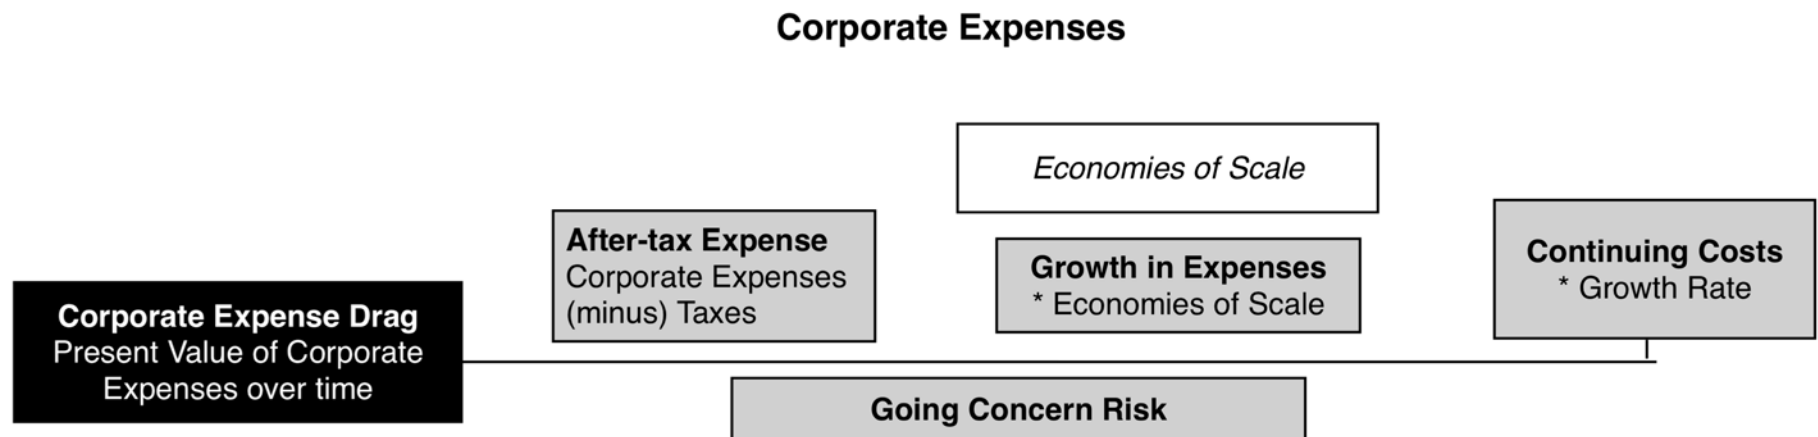 Corporate Expenses
Economies of Scale
After-tax Expense
Corporate Expenses
(minus) Taxes
Growth in Expenses
* Economies of Scale
Continuing Costs
* Growth Rate
Corporate Expense Drag
Present Value of Corporate
Expenses over time
Going Concern Risk